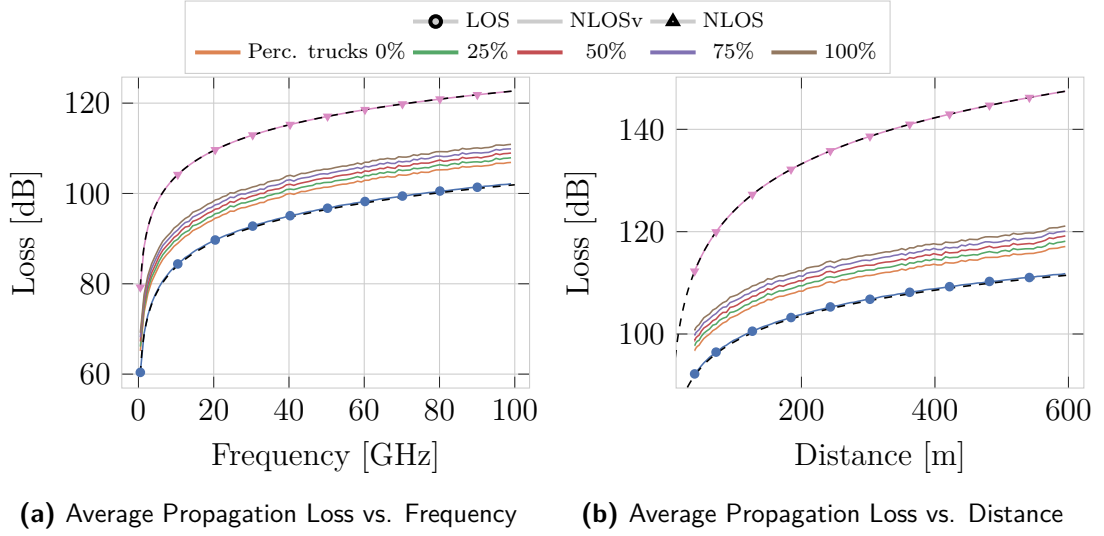 LOS NLOSv NLOS
Perc. trucks 0% 25% 50% 75% 100%
120
100
80
60
Loss [dB]
0 20 40 60 80 100
Frequency [GHz]
(a) Average Propagation Loss vs. Frequency
140
120
100
Loss [dB]
200 400 600
Distance [m]
(b) Average Propagation Loss vs. Distance